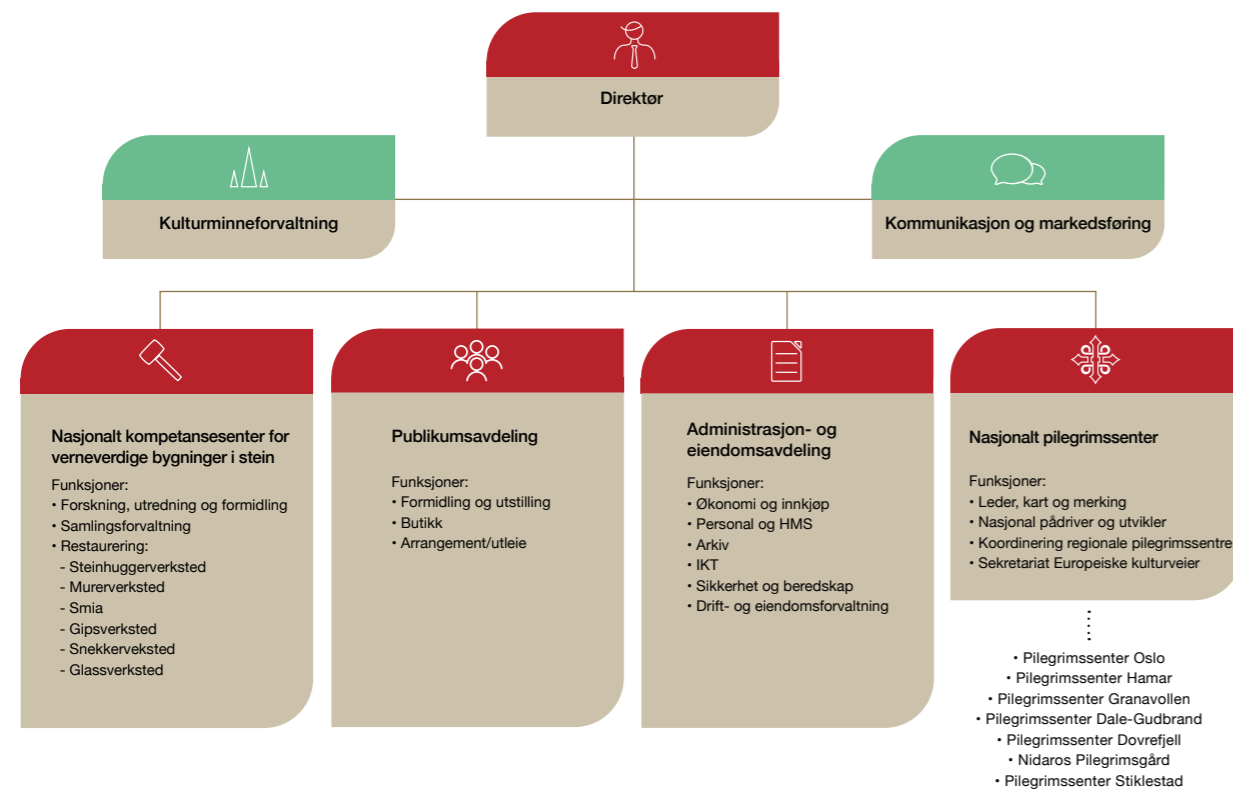 Direktør
Kulturminneforvaltning
Kommunikasjon og markedsføring
Nasjonalt kompetansesenter for
verneverdige bygninger i stein
Funksjoner:
• Forskning, utredning og formidling
• Samlingsforvaltning
• Restaurering:
- Steinhuggerverksted
- Murerverksted
- Smia
- Gipsverksted
- Snekkerveksted
- Glassverksted
Publikumsavdeling
Funksjoner:
• Formidling og utstilling
• Butikk
• Arrangement/utleie
Administrasjon- og
eiendomsavdeling
Funksjoner:
• Økonomi og innkjøp
• Personal og HMS
• Arkiv
• IKT
• Sikkerhet og beredskap
• Drift- og eiendomsforvaltning
Nasjonalt pilegrimssenter
Funksjoner:
• Leder, kart og merking
• Nasjonal pådriver og utvikler
• Koordinering regionale pilegrimssentre
• Sekretariat Europeiske kulturveier
• Pilegrimssenter Oslo
• Pilegrimssenter Hamar
• Pilegrimssenter Granavollen
• Pilegrimssenter Dale-Gudbrand
• Pilegrimssenter Dovrefjell
• Nidaros Pilegrimsgård
• Pilegrimssenter Stiklestad